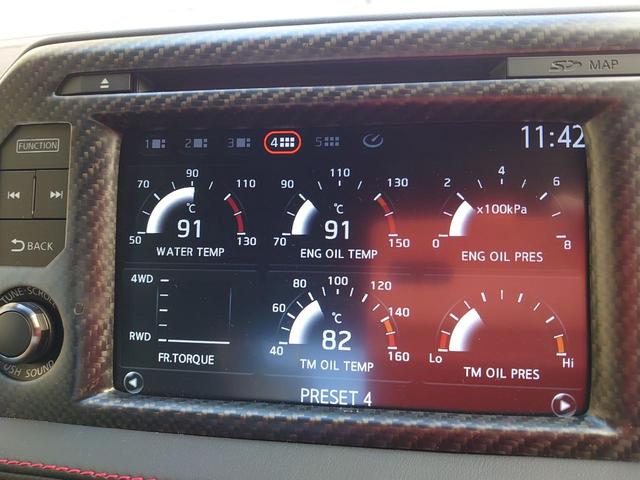 SD MAP
FUNCTION
1 2 3 4 5 11:42
BACK
TUNE·SCROLL
PUSH SOUND
50 70 90 110 130
°C
91
WATER TEMP
70 90 110 130 150
°C
91
ENG OIL TEMP
0 2 4 6 8
x100kPa
ENG OIL PRES
4WD
RWD
FR.TORQUE
40 60 80 100 120 140 160
°C
82
TM OIL TEMP
Lo Hi
TM OIL PRES
PRESET 4